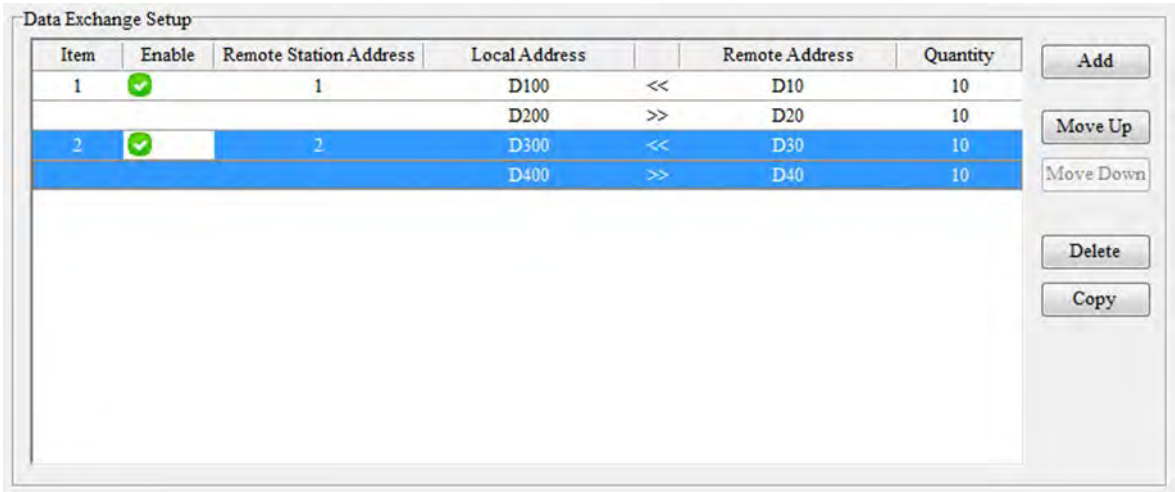 Data Exchange Setup
Item Enable Remote Station Address Local Address Remote Address Quantity
1 1 D100 << D10 10
D200 >> D20 10
2 2 D300 << D30 10
D400 >> D40 10
Add
Move Up
Move Down
Delete
Copy